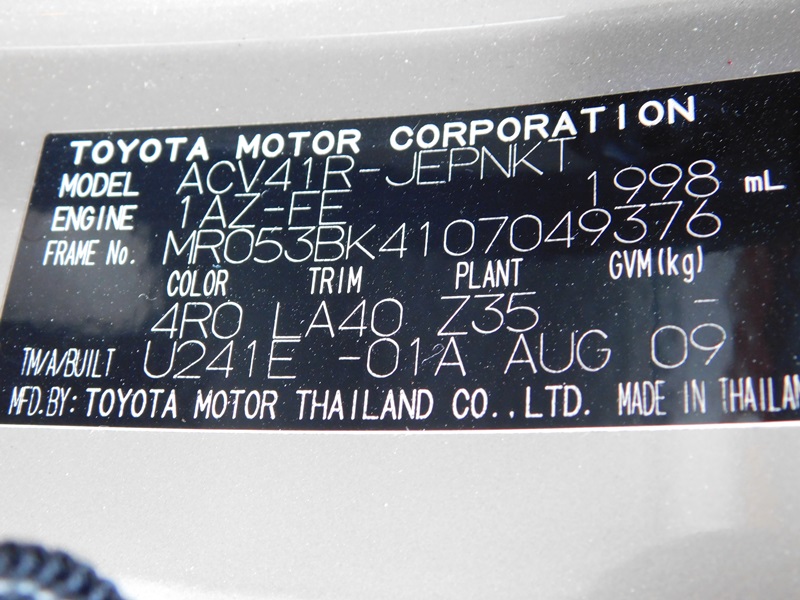 TOYOTA MOTOR CORPORATION
MODEL ACV41R-JEPNKT
ENGINE 1AZ-FE 1998 mL
FRAME No. MR053BK4107049376
COLOR TRIM PLANT GVM(kg)
4R0 LA40 Z35 -
TM/A/BUILT U241E -01A AUG 09
MFD.BY: TOYOTA MOTOR THAILAND CO.,LTD. MADE IN THAILAN